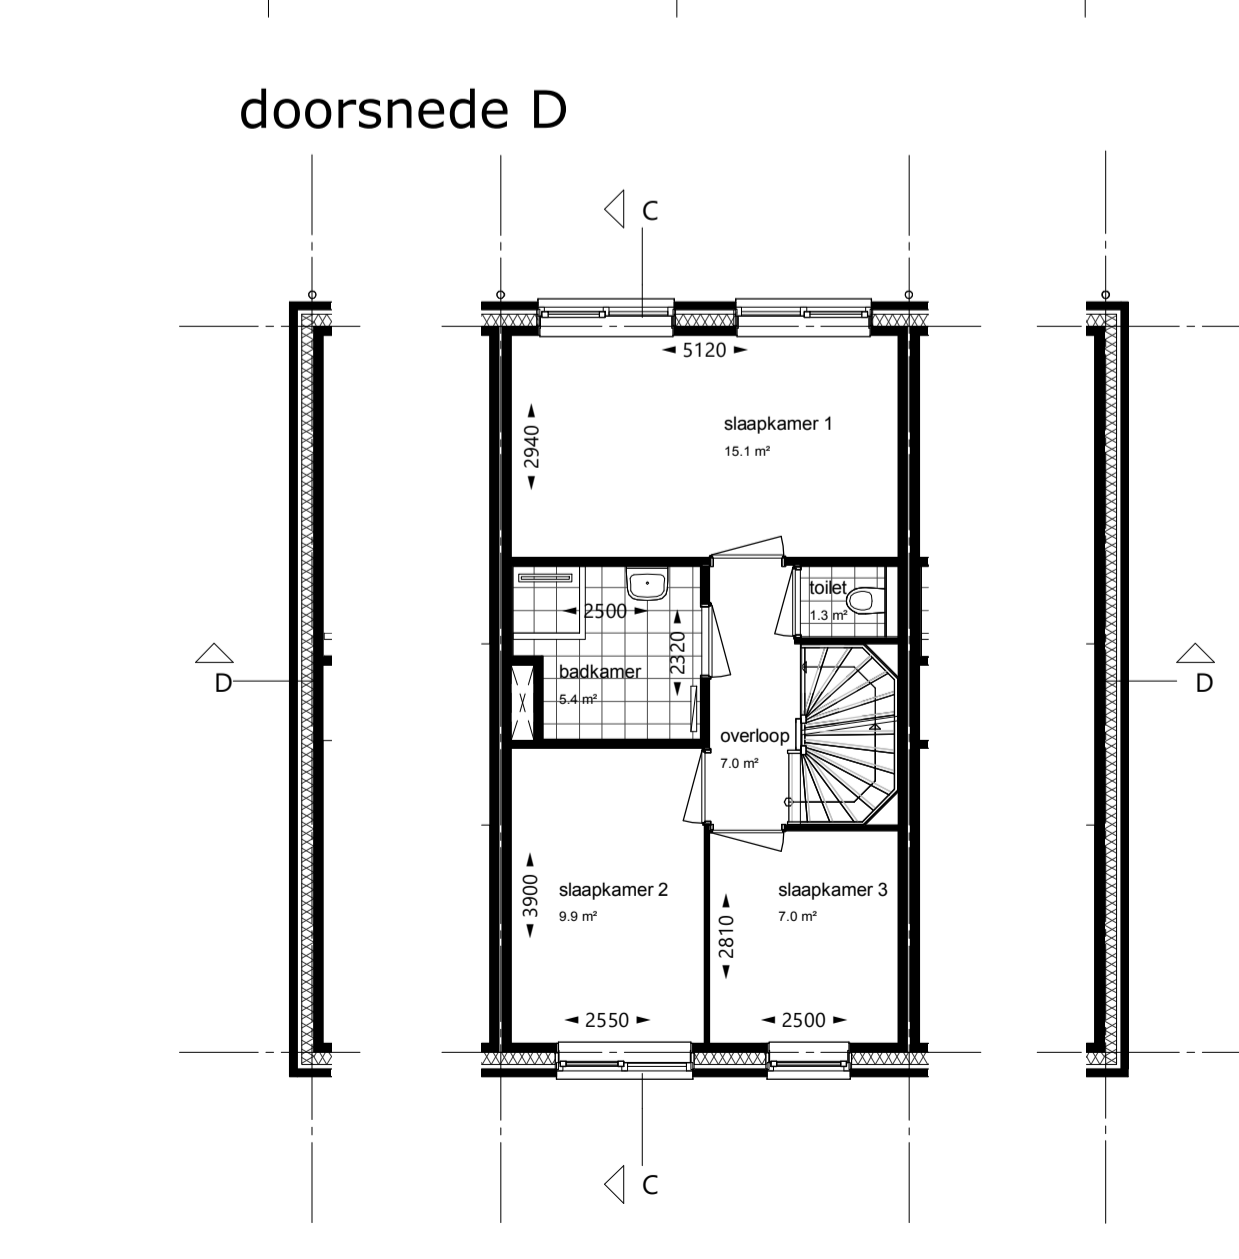 doorsnede D
C
5120
2940
slaapkamer 1
15.1 m²
toilet
1.3 m²
2500
2320
badkamer
5.4 m²
D
D
overloop
7.0 m²
3900
slaapkamer 2
9.9 m²
slaapkamer 3
7.0 m²
2810
2550
2500
C